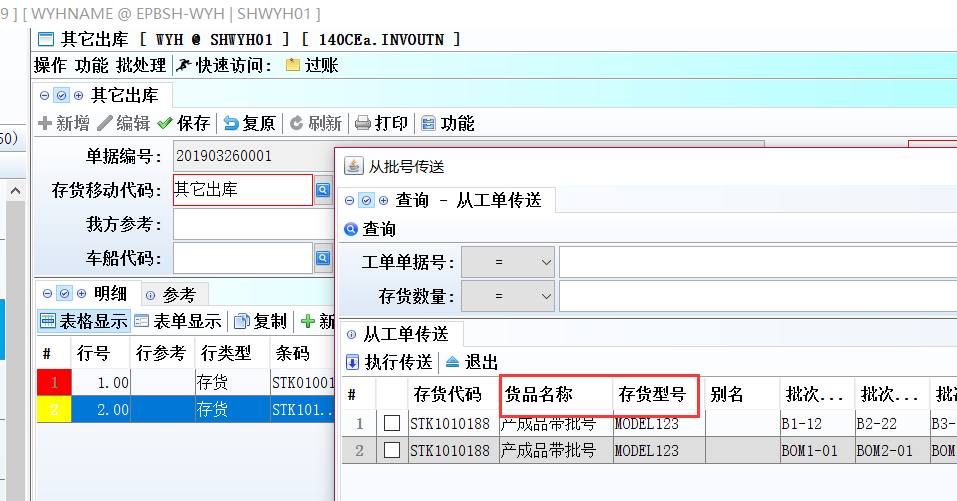 9 ] [ WYHNAME @ EPBSH-WYH | SHWYH01 ]
其它出库 [ WYH @ SHWYH01 ] [ 140CEa.INVOUTN ]
操作 功能 批处理 快速访问: 过账
其它出库
新增 编辑 保存 复原 刷新 打印 功能
50)
单据编号: 201903260001
存货移动代码: 其它出库
我方参考:
车船代码:
明细 参考
表格显示 表单显示 复制 新
# 行号 行参考 行类型 条码
1 1.00 存货 STK01001
2 2.00 存货 STK101...
从批号传送
查询 - 从工单传送
查询
工单单据号: =
存货数量: =
从工单传送
执行传送 退出
# 存货代码 货品名称 存货型号 别名 批次... 批次... 批次
1 STK1010188 产成品带批号 MODEL123 B1-12 B2-22 B3-
2 STK1010188 产成品带批号 MODEL123 BOM1-01 BOM2-01 BOM